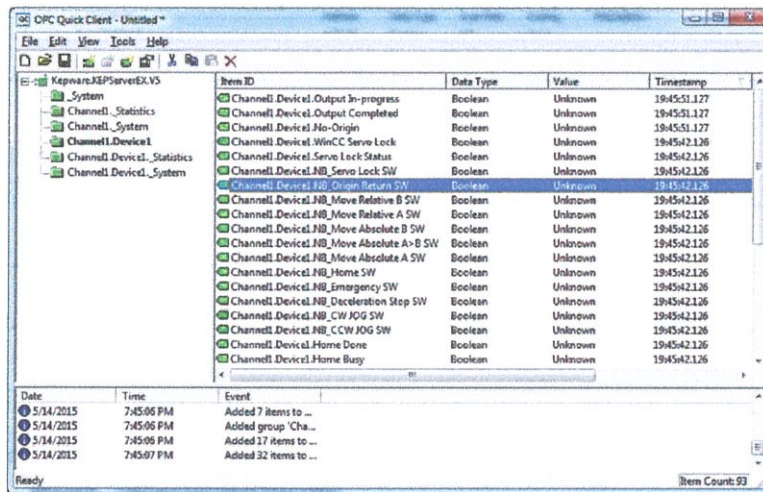 OPC Quick Client - Untitled *
File Edit View Tools Help
Kepware.KEPServerEX.V5
_System
Channel1._Statistics
Channel1._System
Channel1.Device1
Channel1.Device1._Statistics
Channel1.Device1._System
Item ID Data Type Value Timestamp
Channel1.Device1.Output In-progress Boolean Unknown 19:45:51.127
Channel1.Device1.Output Completed Boolean Unknown 19:45:51.127
Channel1.Device1.No-Origin Boolean Unknown 19:45:51.127
Channel1.Device1.WinCC Servo Lock Boolean Unknown 19:45:42.126
Channel1.Device1.Servo Lock Status Boolean Unknown 19:45:42.126
Channel1.Device1.NB_Servo Lock SW Boolean Unknown 19:45:42.126
Channel1.Device1.NB_Origin Return SW Boolean Unknown 19:45:42.126
Channel1.Device1.NB_Move Relative B SW Boolean Unknown 19:45:42.126
Channel1.Device1.NB_Move Relative A SW Boolean Unknown 19:45:42.126
Channel1.Device1.NB_Move Absolute B SW Boolean Unknown 19:45:42.126
Channel1.Device1.NB_Move Absolute A>B SW Boolean Unknown 19:45:42.126
Channel1.Device1.NB_Move Absolute A SW Boolean Unknown 19:45:42.126
Channel1.Device1.NB_Home SW Boolean Unknown 19:45:42.126
Channel1.Device1.NB_Emergency SW Boolean Unknown 19:45:42.126
Channel1.Device1.NB_Deceleration Stop SW Boolean Unknown 19:45:42.126
Channel1.Device1.NB_CW JOG SW Boolean Unknown 19:45:42.126
Channel1.Device1.NB_CCW JOG SW Boolean Unknown 19:45:42.126
Channel1.Device1.Home Done Boolean Unknown 19:45:42.126
Channel1.Device1.Home Busy Boolean Unknown 19:45:42.126
Date Time Event
5/14/2015 7:45:06 PM Added 7 items to ...
5/14/2015 7:45:06 PM Added group 'Cha...
5/14/2015 7:45:06 PM Added 17 items to ...
5/14/2015 7:45:07 PM Added 32 items to ...
Ready Item Count: 93